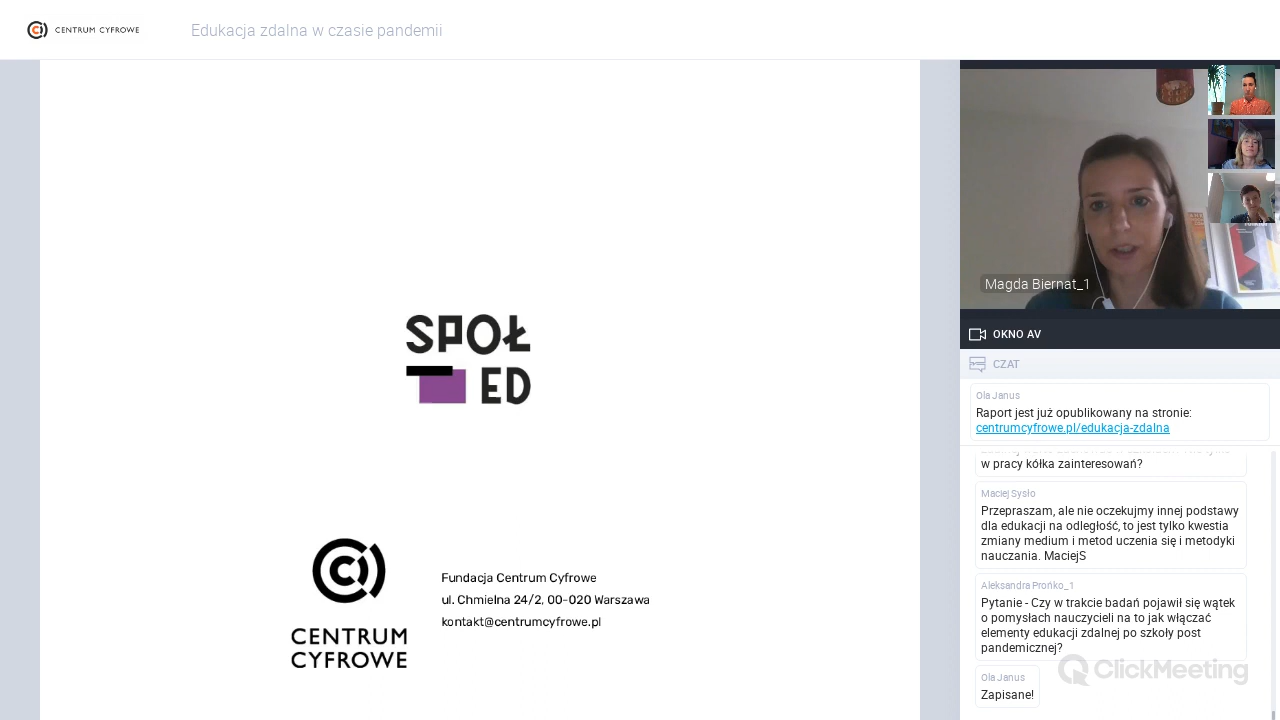 CENTRUM CYFROWE
Edukacja zdalna w czasie pandemii
SPOŁ
ED
CENTRUM
CYFROWE
Fundacja Centrum Cyfrowe
ul. Chmielna 24/2, 00-020 Warszawa
kontakt@centrumcyfrowe.pl
Magda Biernat_1
OKNO AV
CZAT
Ola Janus
Raport jest już opublikowany na stronie:
centrumcyfrowe.pl/edukacja-zdalna
w pracy kółka zainteresowań?
Maciej Sysło
Przepraszam, ale nie oczekujmy innej podstawy
dla edukacji na odległość, to jest tylko kwestia
zmiany medium i metod uczenia się i metodyki
nauczania. MaciejS
Aleksandra Prońko_1
Pytanie - Czy w trakcie badań pojawił się wątek
o pomysłach nauczycieli na to jak włączać
elementy edukacji zdalnej po szkoły post
pandemicznej?
Ola Janus
Zapisane!
ClickMeeting